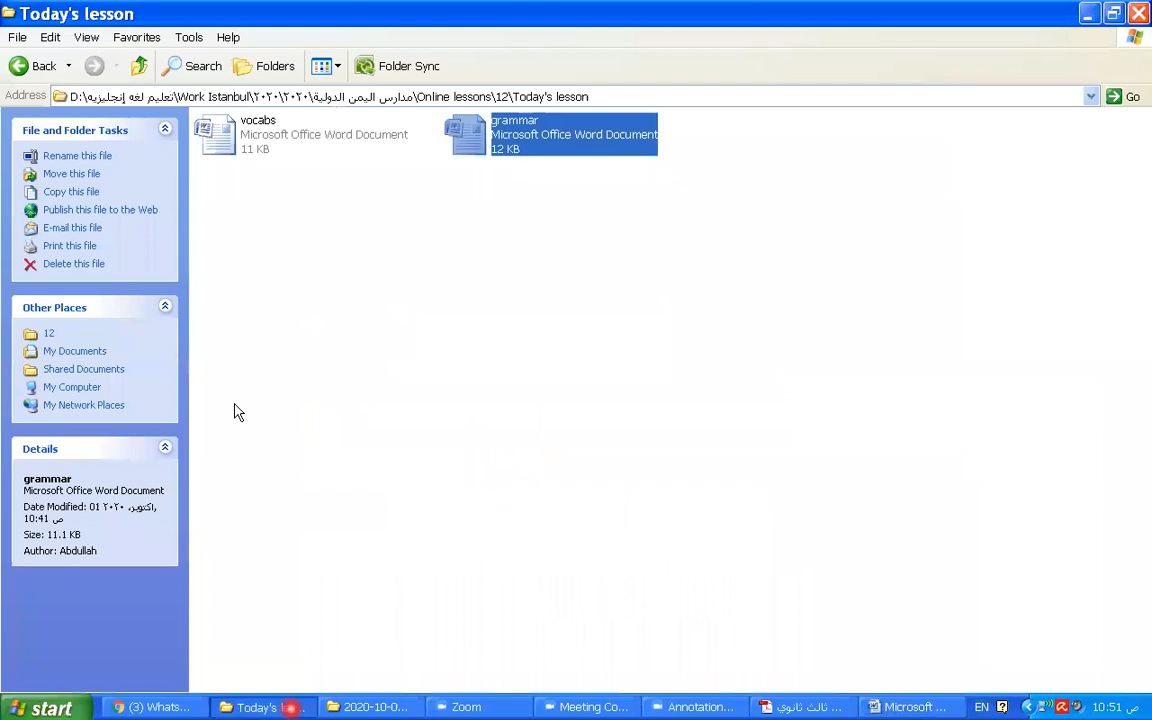 Today's lesson
File Edit View Favorites Tools Help
Back Search Folders Folder Sync
Address D:\تعليم لغه إنجليزيه\Work Istanbul\٢٠٢٠\٢٠٢٠مدارس اليمن الدولية\Online lessons\12\Today's lesson Go
File and Folder Tasks
Rename this file
Move this file
Copy this file
Publish this file to the Web
E-mail this file
Print this file
Delete this file
Other Places
12
My Documents
Shared Documents
My Computer
My Network Places
Details
grammar
Microsoft Office Word Document
Date Modified: 01 اكتوبر، ٢٠٢٠,
10:41 ص
Size: 11.1 KB
Author: Abdullah
vocabs
Microsoft Office Word Document
11 KB
grammar
Microsoft Office Word Document
12 KB
start (3) Whats... Today's l... 2020-10-0... Zoom Meeting Co... Annotation... ثالث ثانوي ... Microsoft ... EN ? 10:51 ص